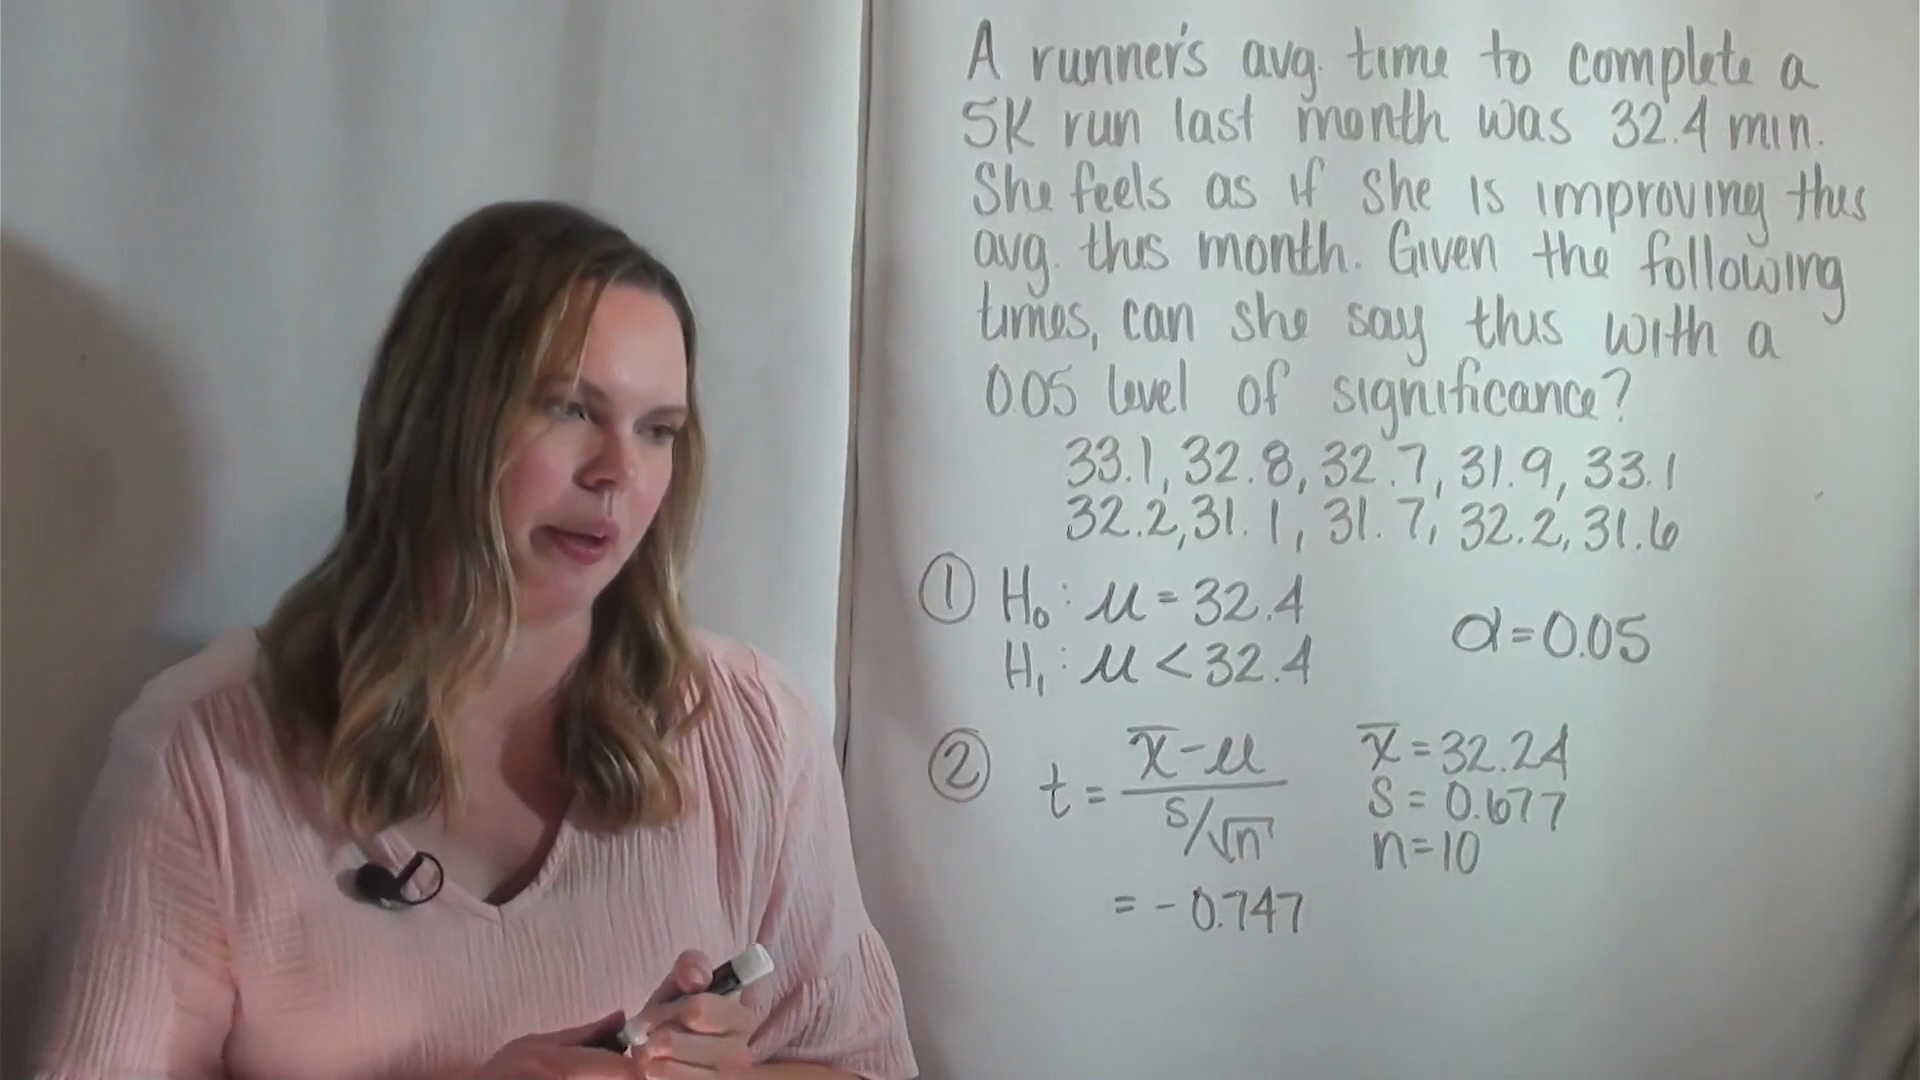 A runner's avg. time to complete a
5K run last month was 32.4 min.
She feels as if she is improving this
avg. this month. Given the following
times, can she say this with a
0.05 level of significance?
33.1, 32.8, 32.7, 31.9, 33.1
32.2, 31.1, 31.7, 32.2, 31.6
① H₀: μ = 32.4
α = 0.05
H₁: μ < 32.4
② t = (x̄ - μ) / (s/√n)
x̄ = 32.24
s = 0.677
n = 10
= -0.747